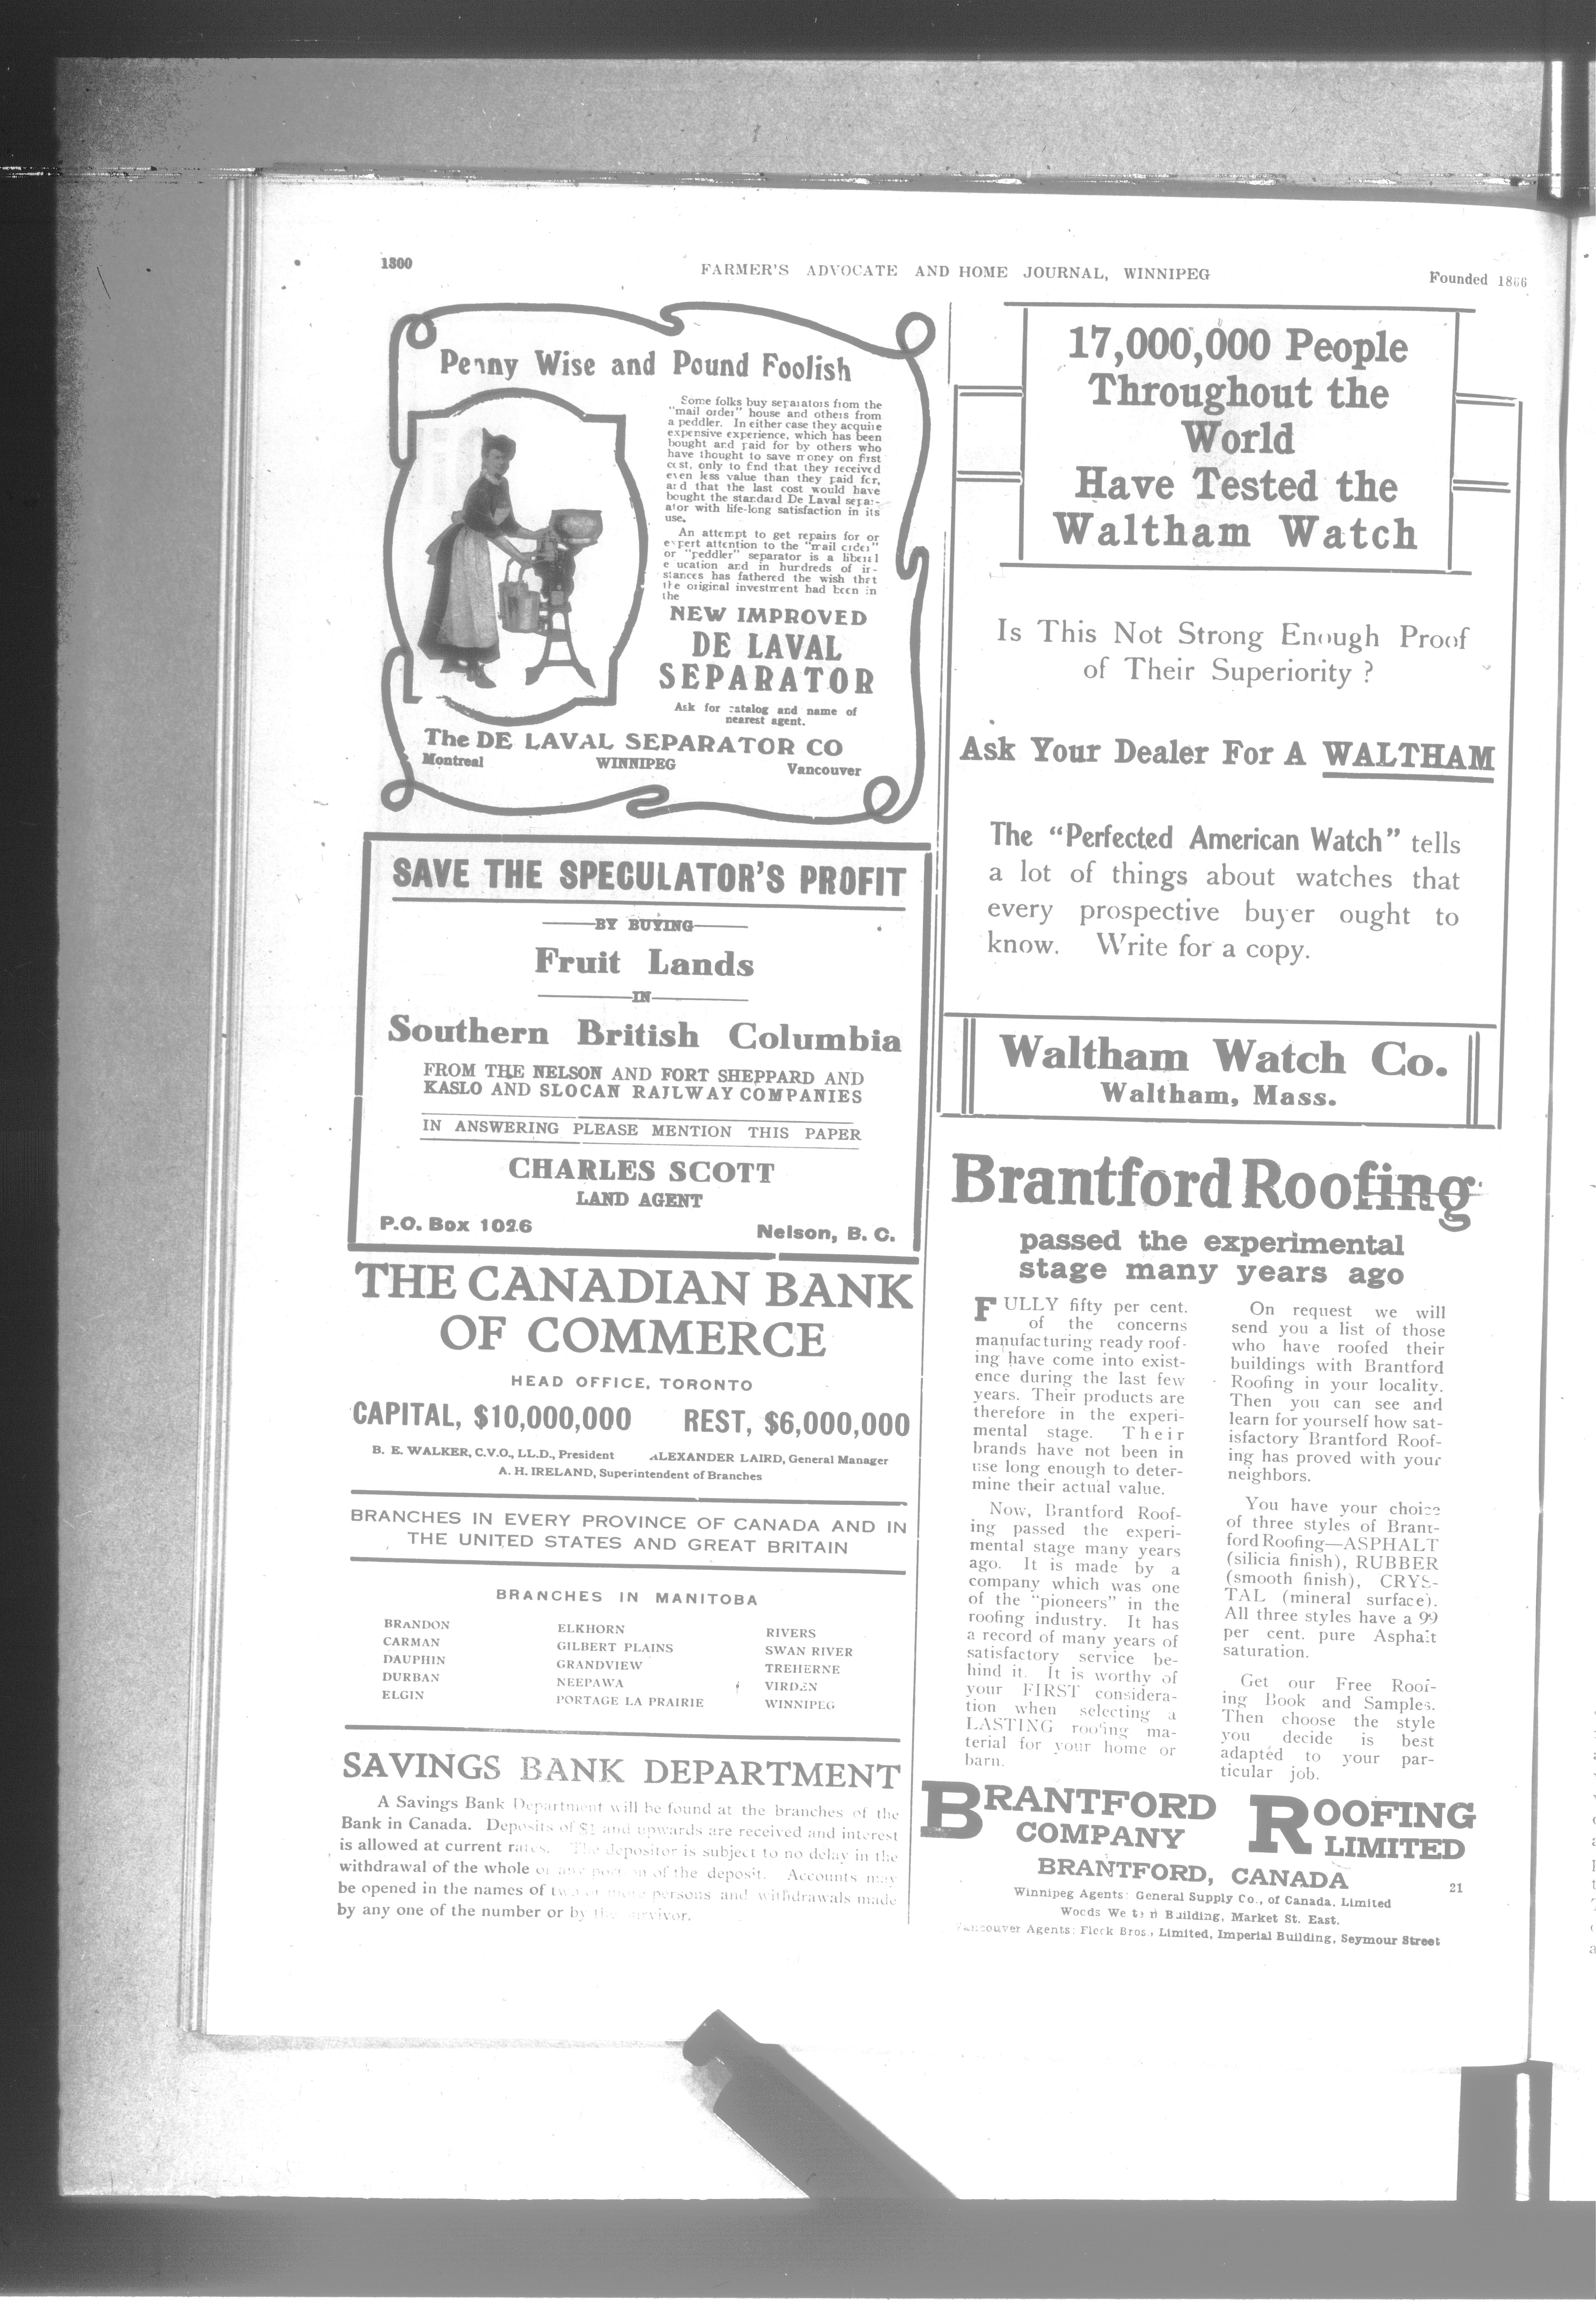 1300
FARMER'S ADVOCATE AND HOME JOURNAL, WINNIPEG
Founded 1866
Penny Wise and Pound Foolish
Some folks buy separators from the
"mail order" house and others from
a peddler. In either case they acquire
expensive experience, which has been
bought and paid for by others who
have thought to save money on first
cost, only to find that they received
even less value than they paid for,
and that the last cost would have
bought the standard De Laval separ-
ator with life-long satisfaction in its
use.
An attempt to get repairs for or
expert attention to the "mail order"
or "peddler" separator is a liberal
e ucation and in hundreds of in-
stances has fathered the wish that
the original investment had been in
the
NEW IMPROVED
DE LAVAL
SEPARATOR
Ask for catalog and name of
nearest agent.
The DE LAVAL SEPARATOR CO
Montreal WINNIPEG Vancouver
SAVE THE SPECULATOR'S PROFIT
BY BUYING
Fruit Lands
IN
Southern British Columbia
FROM THE NELSON AND FORT SHEPPARD AND
KASLO AND SLOCAN RAILWAY COMPANIES
IN ANSWERING PLEASE MENTION THIS PAPER
CHARLES SCOTT
LAND AGENT
P.O. Box 1026 Nelson, B. C.
THE CANADIAN BANK
OF COMMERCE
HEAD OFFICE, TORONTO
CAPITAL, $10,000,000 REST, $6,000,000
B. E. WALKER, C.V.O., LL.D., President ALEXANDER LAIRD, General Manager
A. H. IRELAND, Superintendent of Branches
BRANCHES IN EVERY PROVINCE OF CANADA AND IN
THE UNITED STATES AND GREAT BRITAIN
BRANCHES IN MANITOBA
BRANDON ELKHORN RIVERS
CARMAN GILBERT PLAINS SWAN RIVER
DAUPHIN GRANDVIEW TREHERNE
DURBAN NEEPAWA VIRDEN
ELGIN PORTAGE LA PRAIRIE WINNIPEG
SAVINGS BANK DEPARTMENT
A Savings Bank Department will be found at the branches of the
Bank in Canada. Deposits of $1 and upwards are received and interest
is allowed at current rates. The depositor is subject to no delay in the
withdrawal of the whole or any portion of the deposit. Accounts may
be opened in the names of two or more persons and withdrawals made
by any one of the number or by the survivor.
17,000,000 People
Throughout the
World
Have Tested the
Waltham Watch
Is This Not Strong Enough Proof
of Their Superiority ?
Ask Your Dealer For A WALTHAM
The "Perfected American Watch" tells
a lot of things about watches that
every prospective buyer ought to
know. Write for a copy.
Waltham Watch Co.
Waltham, Mass.
Brantford Roofing
passed the experimental
stage many years ago
FULLY fifty per cent.
of the concerns
manufacturing ready roof-
ing have come into exist-
ence during the last few
years. Their products are
therefore in the experi-
mental stage. Their
brands have not been in
use long enough to deter-
mine their actual value.
Now, Brantford Roof-
ing passed the experi-
mental stage many years
ago. It is made by a
company which was one
of the "pioneers" in the
roofing industry. It has
a record of many years of
satisfactory service be-
hind it. It is worthy of
your FIRST considera-
tion when selecting a
LASTING roofing ma-
terial for your home or
barn.
On request we will
send you a list of those
who have roofed their
buildings with Brantford
Roofing in your locality.
Then you can see and
learn for yourself how sat-
isfactory Brantford Roof-
ing has proved with your
neighbors.
You have your choice
of three styles of Brant-
ford Roofing—ASPHALT
(silicia finish), RUBBER
(smooth finish), CRYS-
TAL (mineral surface).
All three styles have a 99
per cent. pure Asphalt
saturation.
Get our Free Roof-
ing Book and Samples.
Then choose the style
you decide is best
adapted to your par-
ticular job.
BRANTFORD ROOFING
COMPANY LIMITED
BRANTFORD, CANADA
21
Winnipeg Agents: General Supply Co., of Canada, Limited
Woods Western Building, Market St. East.
Vancouver Agents: Fleck Bros., Limited, Imperial Building, Seymour Street